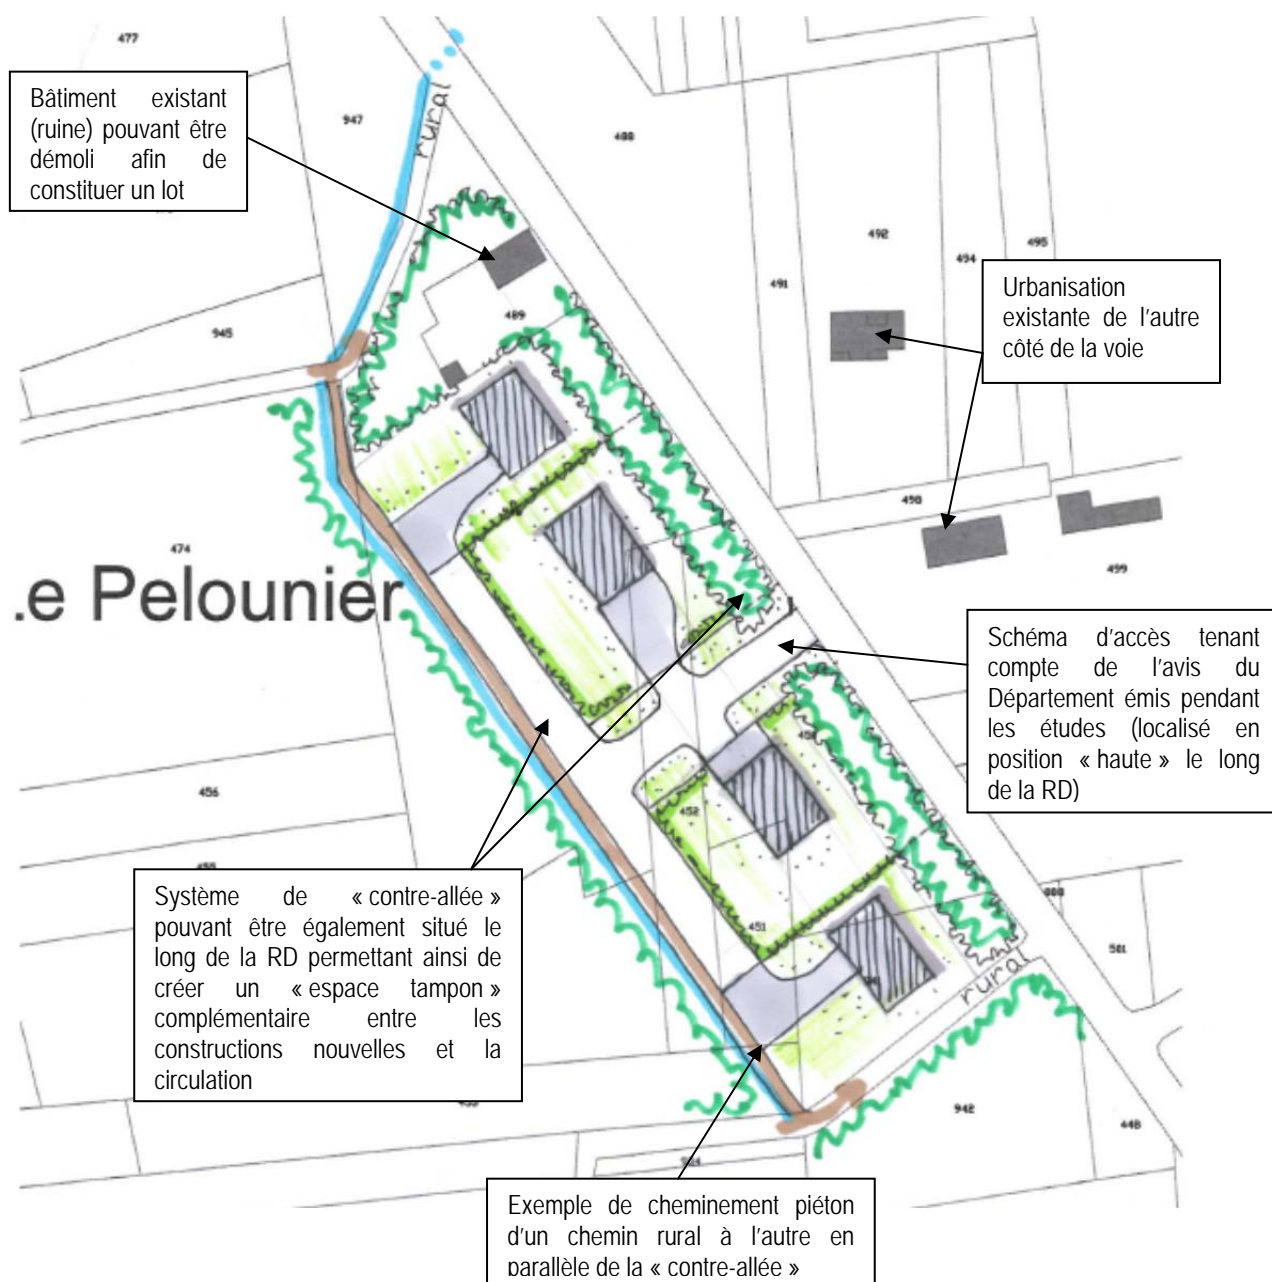 477
Bâtiment existant
(ruine) pouvant être
démoli afin de
constituer un lot
947
rural
488
492
494
495
491
945
489
Urbanisation
existante de l'autre
côté de la voie
498
499
474
.e Pelounier
Schéma d'accès tenant
compte de l'avis du
Département émis pendant
les études (localisé en
position « haute » le long
de la RD)
456
452
451
501
rural
Système de « contre-allée »
pouvant être également situé le
long de la RD permettant ainsi de
créer un « espace tampon »
complémentaire entre les
constructions nouvelles et la
circulation
942
448
Exemple de cheminement piéton
d'un chemin rural à l'autre en
parallèle de la « contre-allée »